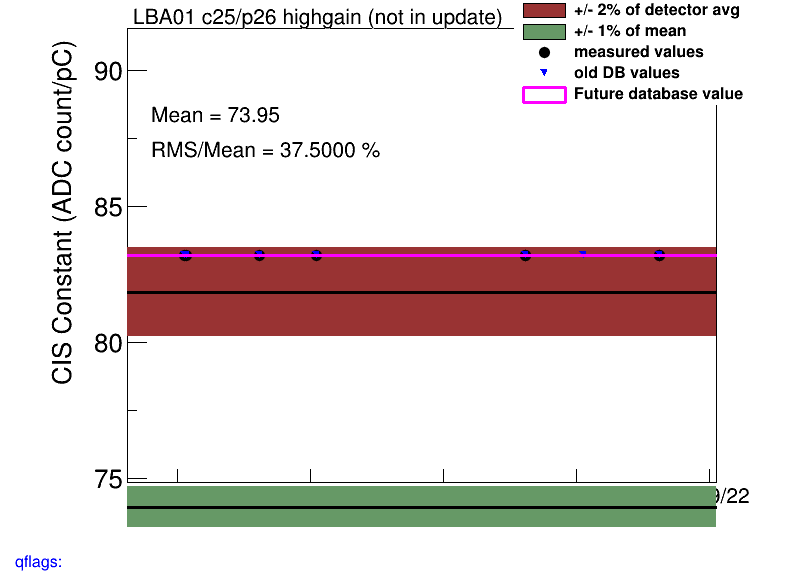 LBA01 c25/p26 highgain (not in update)
+/- 2% of detector avg
+/- 1% of mean
measured values
old DB values
Future database value
CIS Constant (ADC count/pC)
90
85
80
75
Mean = 73.95
RMS/Mean = 37.5000 %
/22
qflags: